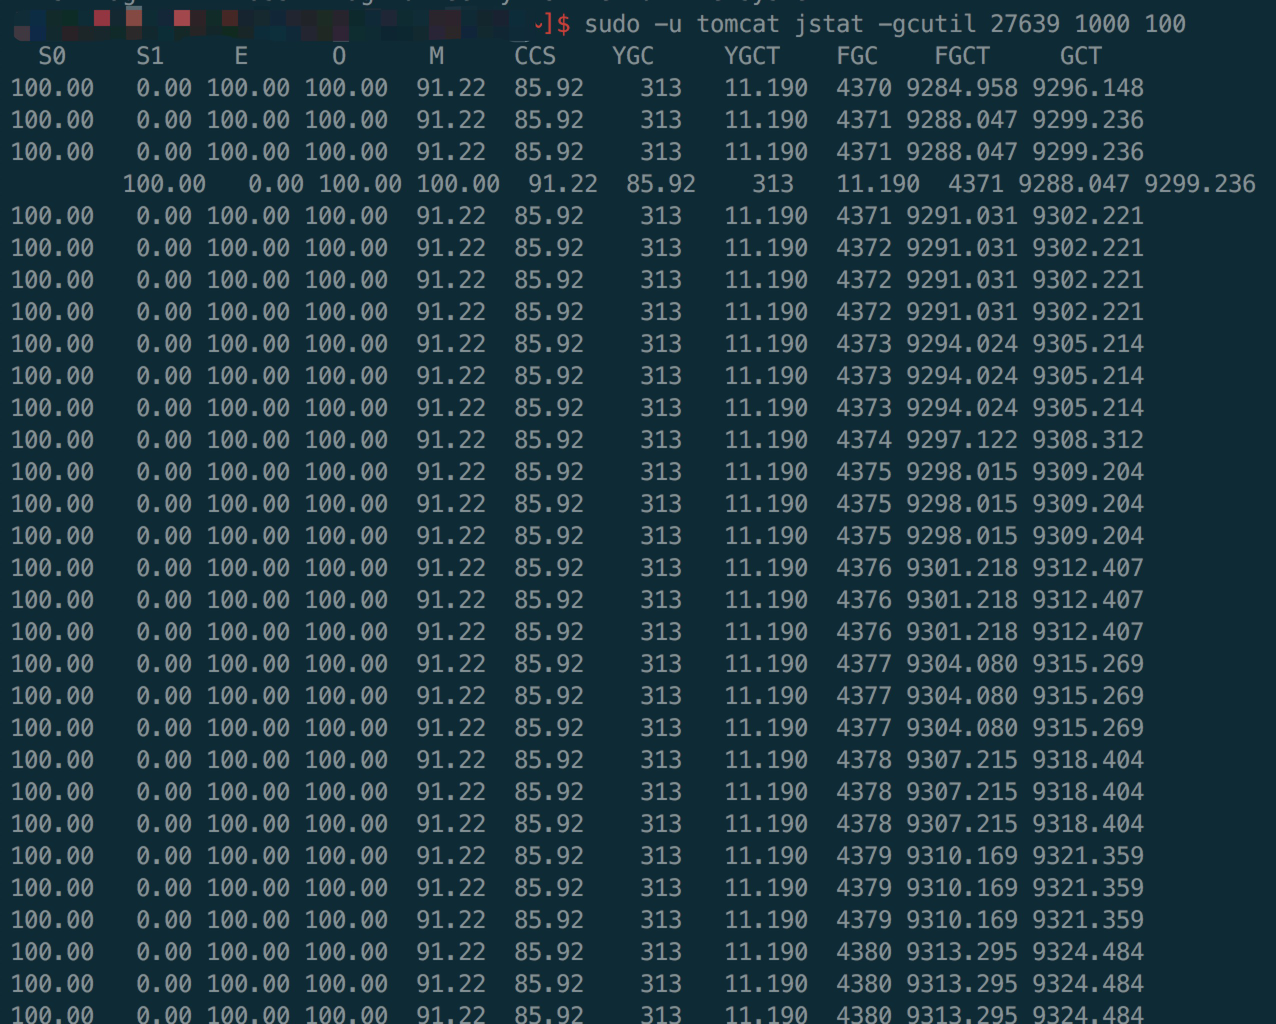 ]$ sudo -u tomcat jstat -gcutil 27639 1000 100
S0 S1 E O M CCS YGC YGCT FGC FGCT GCT
100.00 0.00 100.00 100.00 91.22 85.92 313 11.190 4370 9284.958 9296.148
100.00 0.00 100.00 100.00 91.22 85.92 313 11.190 4371 9288.047 9299.236
100.00 0.00 100.00 100.00 91.22 85.92 313 11.190 4371 9288.047 9299.236
100.00 0.00 100.00 100.00 91.22 85.92 313 11.190 4371 9288.047 9299.236
100.00 0.00 100.00 100.00 91.22 85.92 313 11.190 4371 9291.031 9302.221
100.00 0.00 100.00 100.00 91.22 85.92 313 11.190 4372 9291.031 9302.221
100.00 0.00 100.00 100.00 91.22 85.92 313 11.190 4372 9291.031 9302.221
100.00 0.00 100.00 100.00 91.22 85.92 313 11.190 4372 9291.031 9302.221
100.00 0.00 100.00 100.00 91.22 85.92 313 11.190 4373 9294.024 9305.214
100.00 0.00 100.00 100.00 91.22 85.92 313 11.190 4373 9294.024 9305.214
100.00 0.00 100.00 100.00 91.22 85.92 313 11.190 4373 9294.024 9305.214
100.00 0.00 100.00 100.00 91.22 85.92 313 11.190 4374 9297.122 9308.312
100.00 0.00 100.00 100.00 91.22 85.92 313 11.190 4375 9298.015 9309.204
100.00 0.00 100.00 100.00 91.22 85.92 313 11.190 4375 9298.015 9309.204
100.00 0.00 100.00 100.00 91.22 85.92 313 11.190 4375 9298.015 9309.204
100.00 0.00 100.00 100.00 91.22 85.92 313 11.190 4376 9301.218 9312.407
100.00 0.00 100.00 100.00 91.22 85.92 313 11.190 4376 9301.218 9312.407
100.00 0.00 100.00 100.00 91.22 85.92 313 11.190 4376 9301.218 9312.407
100.00 0.00 100.00 100.00 91.22 85.92 313 11.190 4377 9304.080 9315.269
100.00 0.00 100.00 100.00 91.22 85.92 313 11.190 4377 9304.080 9315.269
100.00 0.00 100.00 100.00 91.22 85.92 313 11.190 4377 9304.080 9315.269
100.00 0.00 100.00 100.00 91.22 85.92 313 11.190 4378 9307.215 9318.404
100.00 0.00 100.00 100.00 91.22 85.92 313 11.190 4378 9307.215 9318.404
100.00 0.00 100.00 100.00 91.22 85.92 313 11.190 4378 9307.215 9318.404
100.00 0.00 100.00 100.00 91.22 85.92 313 11.190 4379 9310.169 9321.359
100.00 0.00 100.00 100.00 91.22 85.92 313 11.190 4379 9310.169 9321.359
100.00 0.00 100.00 100.00 91.22 85.92 313 11.190 4379 9310.169 9321.359
100.00 0.00 100.00 100.00 91.22 85.92 313 11.190 4380 9313.295 9324.484
100.00 0.00 100.00 100.00 91.22 85.92 313 11.190 4380 9313.295 9324.484
100.00 0.00 100.00 100.00 91.22 85.92 313 11.190 4380 9313.295 9324.484